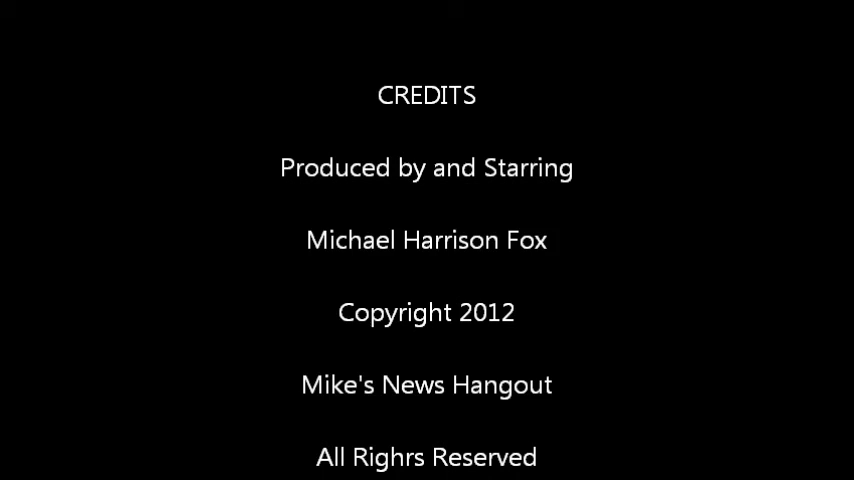 CREDITS
Produced by and Starring
Michael Harrison Fox
Copyright 2012
Mike's News Hangout
All Righrs Reserved